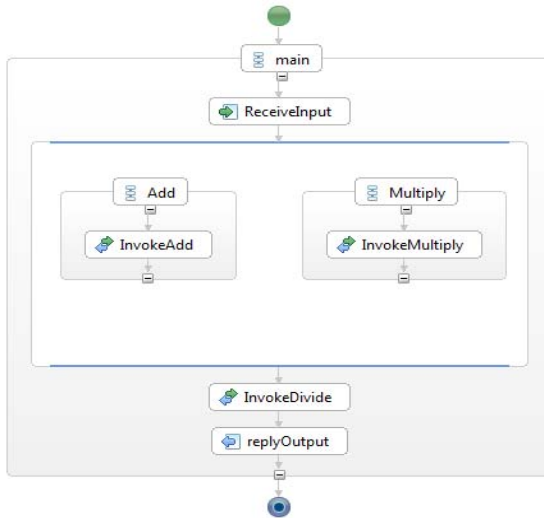 main
ReceiveInput
Add
Multiply
InvokeAdd
InvokeMultiply
InvokeDivide
replyOutput